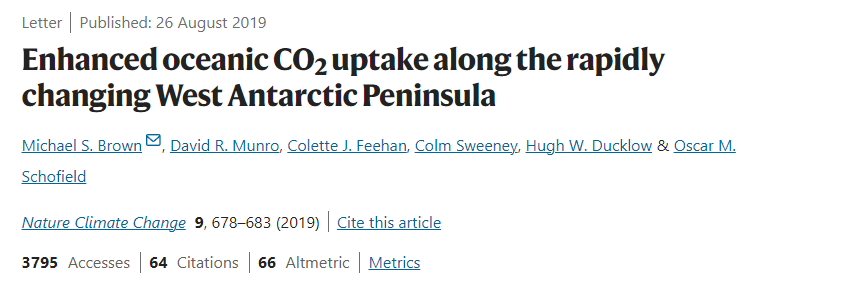 Letter | Published: 26 August 2019
Enhanced oceanic CO2 uptake along the rapidly
changing West Antarctic Peninsula
Michael S. Brown, David R. Munro, Colette J. Feehan, Colm Sweeney, Hugh W. Ducklow & Oscar M.
Schofield
Nature Climate Change 9, 678–683 (2019) | Cite this article
3795 Accesses | 64 Citations | 66 Altmetric | Metrics